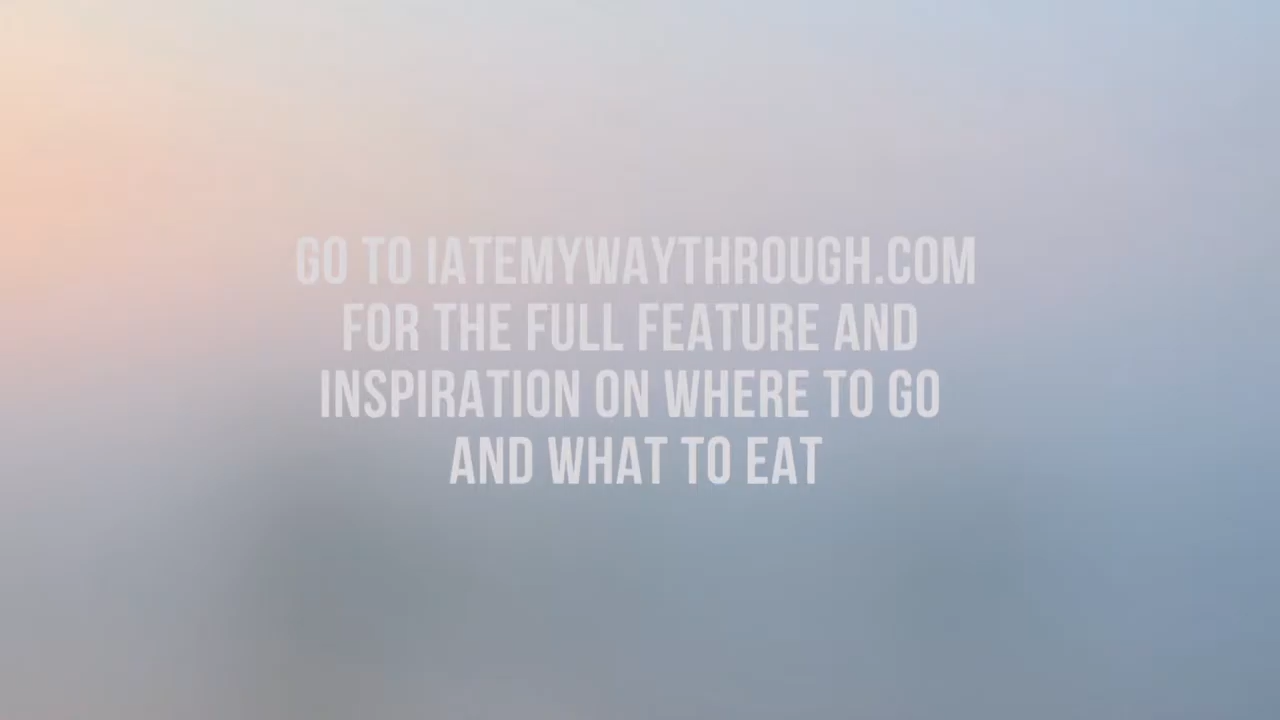 GO TO IATEMYWAYTHROUGH.COM
FOR THE FULL FEATURE AND
INSPIRATION ON WHERE TO GO
AND WHAT TO EAT